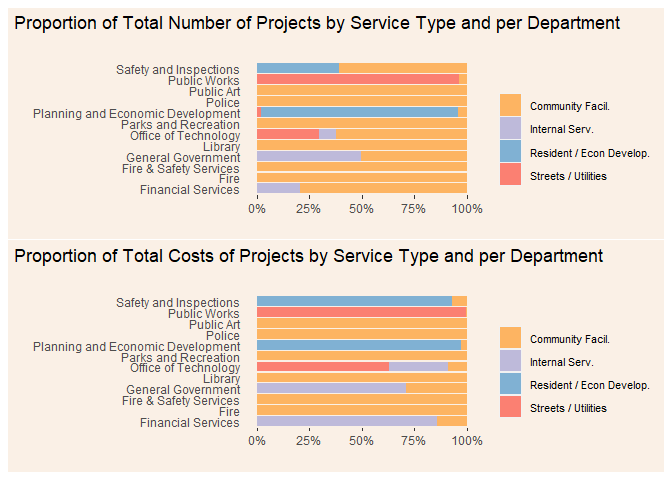 Proportion of Total Number of Projects by Service Type and per Department
Safety and Inspections
Public Works
Public Art
Police
Planning and Economic Development
Parks and Recreation
Office of Technology
Library
General Government
Fire & Safety Services
Fire
Financial Services
0% 25% 50% 75% 100%
Community Facil.
Internal Serv.
Resident / Econ Develop.
Streets / Utilities
Proportion of Total Costs of Projects by Service Type and per Department
Safety and Inspections
Public Works
Public Art
Police
Planning and Economic Development
Parks and Recreation
Office of Technology
Library
General Government
Fire & Safety Services
Fire
Financial Services
0% 25% 50% 75% 100%
Community Facil.
Internal Serv.
Resident / Econ Develop.
Streets / Utilities